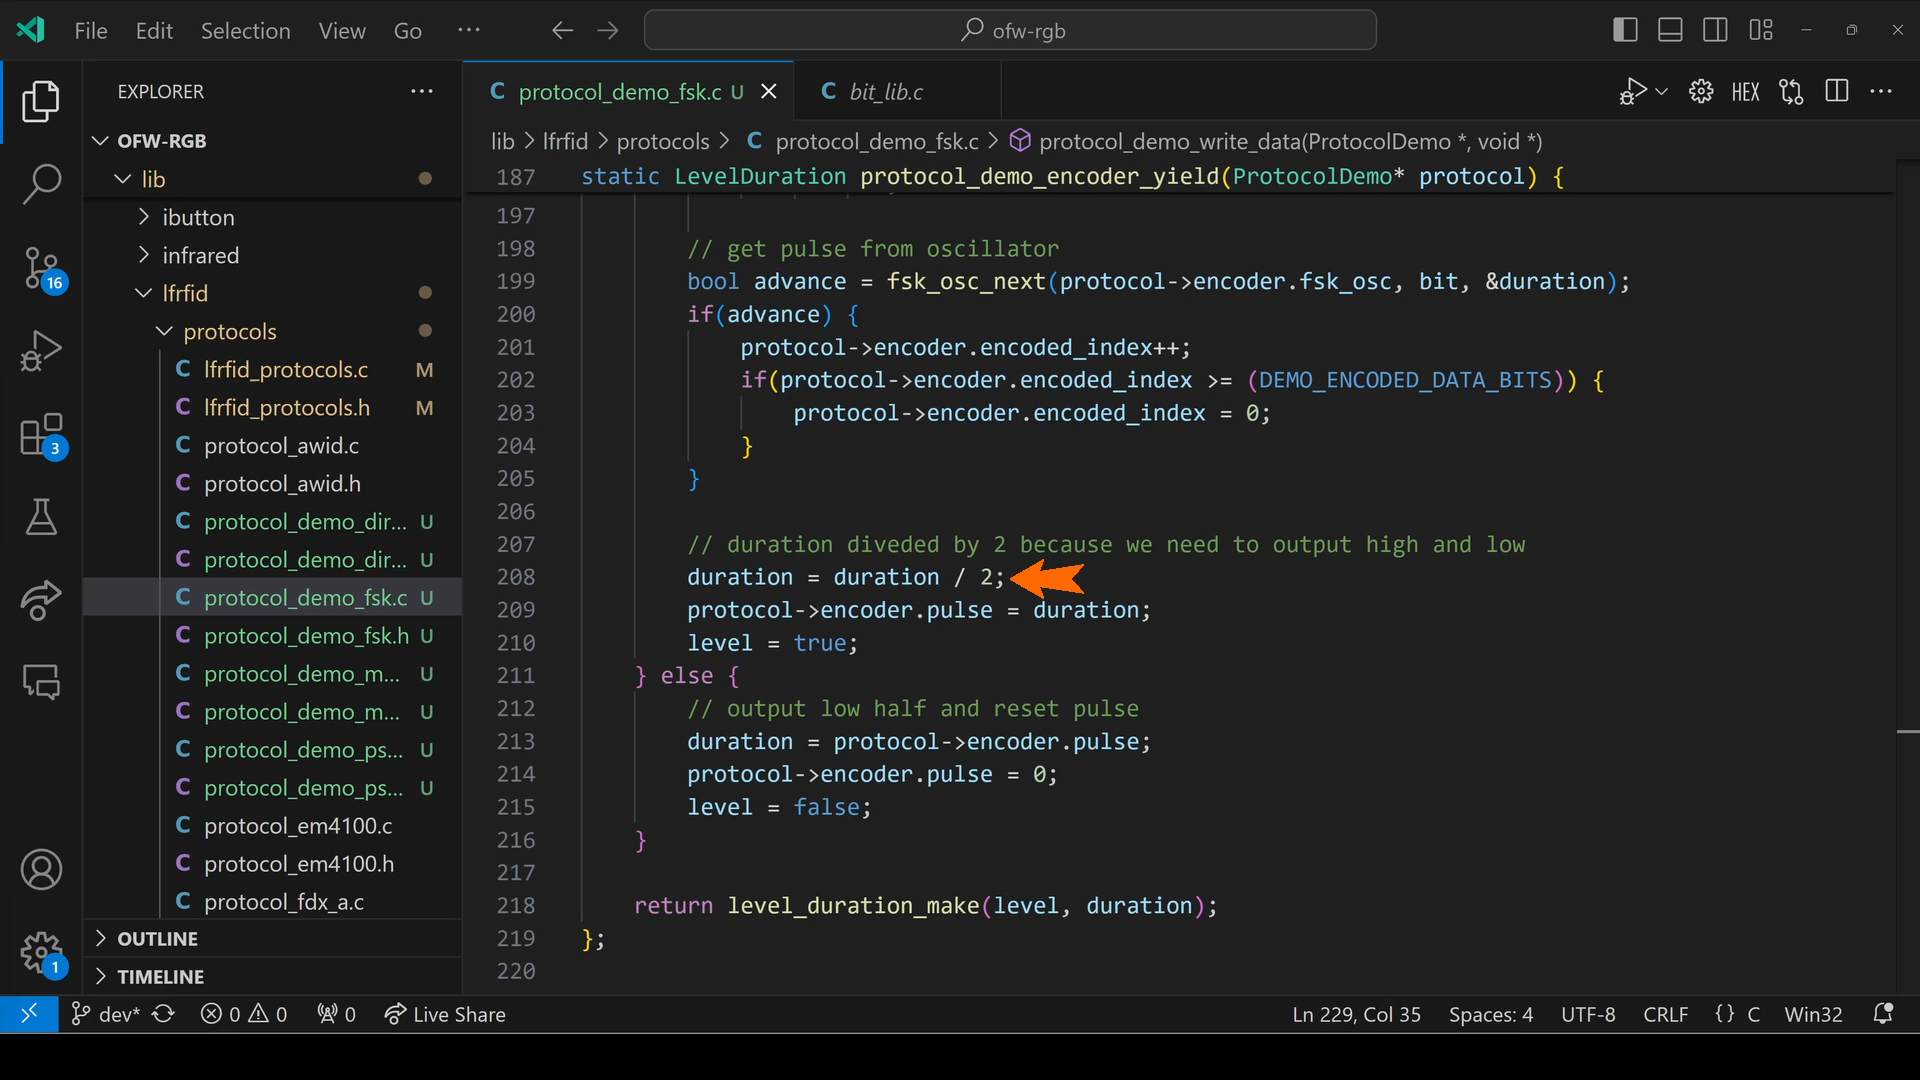 File Edit Selection View Go ···
ofw-rgb
EXPLORER
OFW-RGB
lib
ibutton
infrared
lfrfid
protocols
C lfrfid_protocols.c M
C lfrfid_protocols.h M
C protocol_awid.c
C protocol_awid.h
C protocol_demo_dir... U
C protocol_demo_dir... U
C protocol_demo_fsk.c U
C protocol_demo_fsk.h U
C protocol_demo_m... U
C protocol_demo_m... U
C protocol_demo_ps... U
C protocol_demo_ps... U
C protocol_em4100.c
C protocol_em4100.h
C protocol_fdx_a.c
OUTLINE
TIMELINE
16
3
1
C protocol_demo_fsk.c U
C bit_lib.c
HEX
lib > lfrfid > protocols > C protocol_demo_fsk.c > protocol_demo_write_data(ProtocolDemo *, void *)
187 static LevelDuration protocol_demo_encoder_yield(ProtocolDemo* protocol) {
197
198 // get pulse from oscillator
199 bool advance = fsk_osc_next(protocol->encoder.fsk_osc, bit, &duration);
200 if(advance) {
201 protocol->encoder.encoded_index++;
202 if(protocol->encoder.encoded_index >= (DEMO_ENCODED_DATA_BITS)) {
203 protocol->encoder.encoded_index = 0;
204 }
205 }
206
207 // duration diveded by 2 because we need to output high and low
208 duration = duration / 2;
209 protocol->encoder.pulse = duration;
210 level = true;
211 } else {
212 // output low half and reset pulse
213 duration = protocol->encoder.pulse;
214 protocol->encoder.pulse = 0;
215 level = false;
216 }
217
218 return level_duration_make(level, duration);
219 };
220
dev* 0 0 0 Live Share
Ln 229, Col 35 Spaces: 4 UTF-8 CRLF {} C Win32